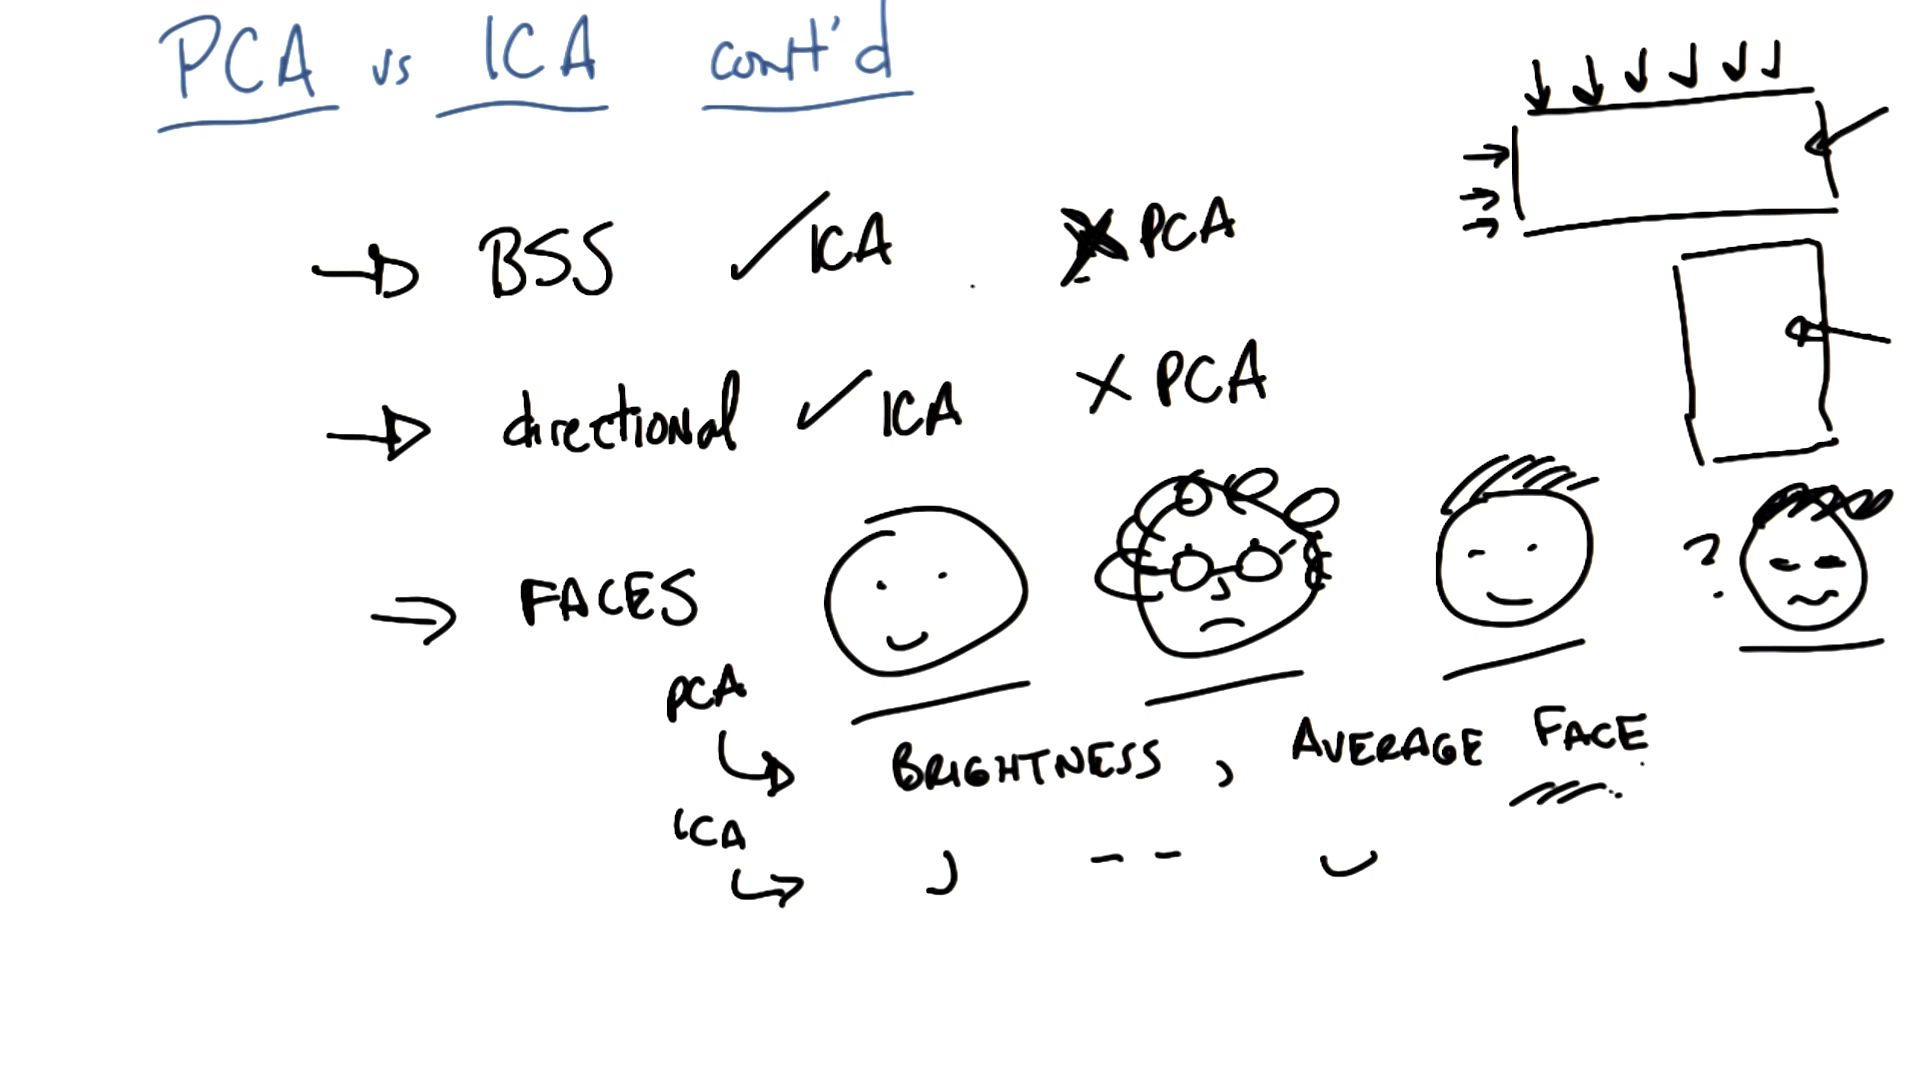 PCA vs ICA cont'd
BSS ✓ ICA X PCA
directional ✓ ICA X PCA
?
FACES
PCA
BRIGHTNESS, AVERAGE FACE
ICA